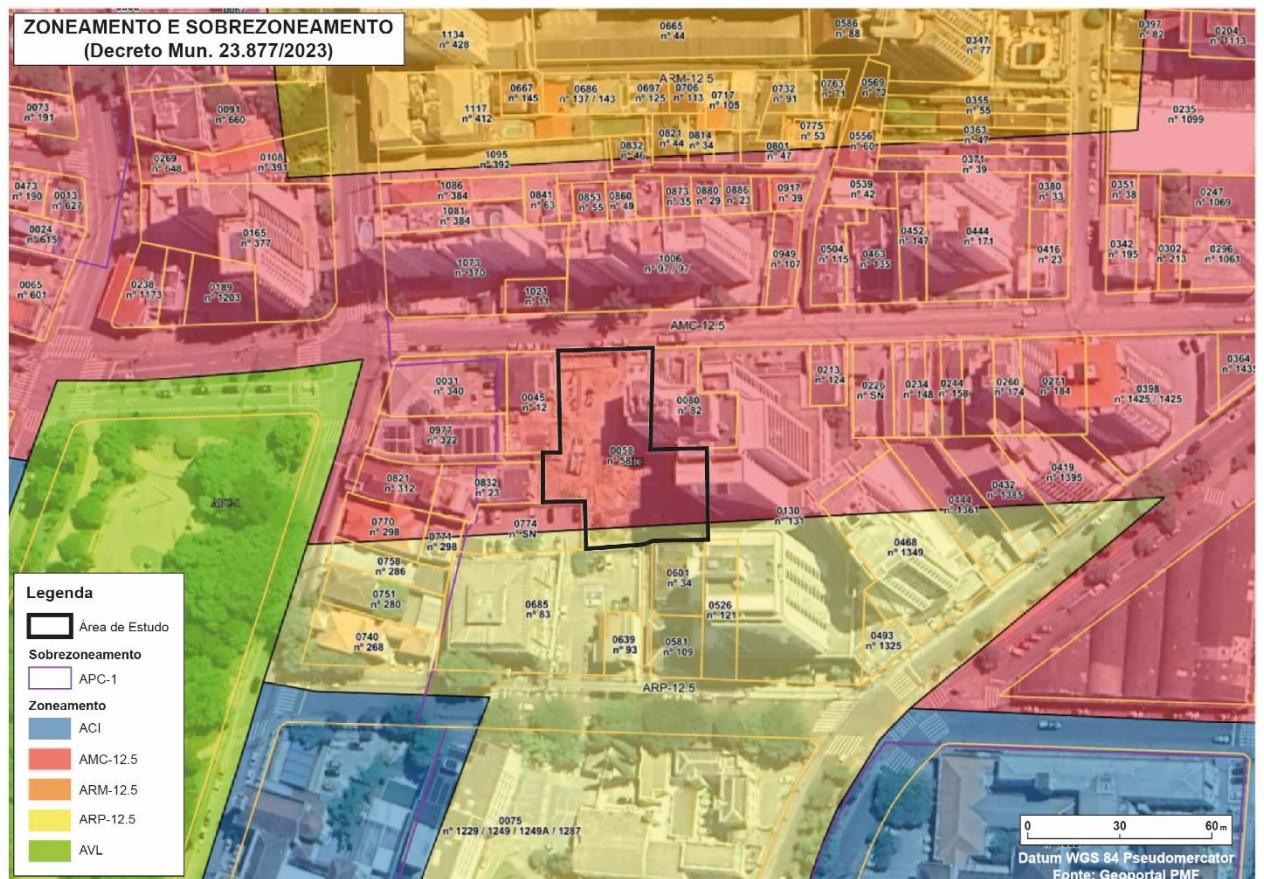 ZONEAMENTO E SOBREZONEAMENTO
(Decreto Mun. 23.877/2023)
1134
nº 428
0665
nº 44
0586
nº 88
0347
nº 77
0397
nº 82
0204
nº 1113
ARM-12.5
0073
nº 191
0091
nº 660
1117
nº 412
0667
nº 145
0686
nº 137 / 143
0697
nº 125
0706
nº 113
0717
nº 105
0732
nº 91
0763
nº 71
0569
nº 72
0355
nº 55
0235
nº 1099
0363
nº 47
0821
nº 44
0814
nº 34
0775
nº 53
0556
nº 60
0832
nº 46
0801
nº 47
0269
nº 648
0108
nº 391
1095
nº 392
0371
nº 39
0473
nº 190
0013
nº 627
1086
nº 384
0841
nº 63
0853
nº 55
0860
nº 49
0873
nº 35
0880
nº 29
0886
nº 23
0917
nº 39
0539
nº 42
0380
nº 33
0351
nº 38
0247
nº 1069
1081
nº 384
0024
nº 615
0165
nº 377
0452
nº 147
0444
nº 171
0504
nº 115
0463
nº 135
0416
nº 23
0342
nº 195
0302
nº 213
0296
nº 1061
1073
nº 370
1006
nº 97 / 97
0949
nº 107
0065
nº 601
0238
nº 1173
0189
nº 1203
1021
nº 11
AMC-12.5
0031
nº 340
0045
nº 12
0080
nº 82
0213
nº 124
0226
nº SN
0234
nº 148
0244
nº 158
0260
nº 174
0271
nº 184
0398
nº 1425 / 1425
0364
nº 1435
0977
nº 322
0058
0821
nº 312
0832
nº 23
0419
nº 1395
0432
nº 1385
0444
nº 1361
APC-1
0770
nº 298
0774
nº SN
0771
nº 298
0130
nº 131
0468
nº 1349
0758
nº 286
0751
nº 280
0740
nº 268
0685
nº 83
0601
nº 34
0526
nº 121
0639
nº 93
0581
nº 109
0493
nº 1325
ARP-12.5
0075
nº 1229 / 1249 / 1249A / 1287
Legenda
Área de Estudo
Sobrezoneamento
APC-1
Zoneamento
ACI
AMC-12.5
ARM-12.5
ARP-12.5
AVL
0 30 60 m
Datum WGS 84 Pseudomercator
Fonte: Geoportal PMF